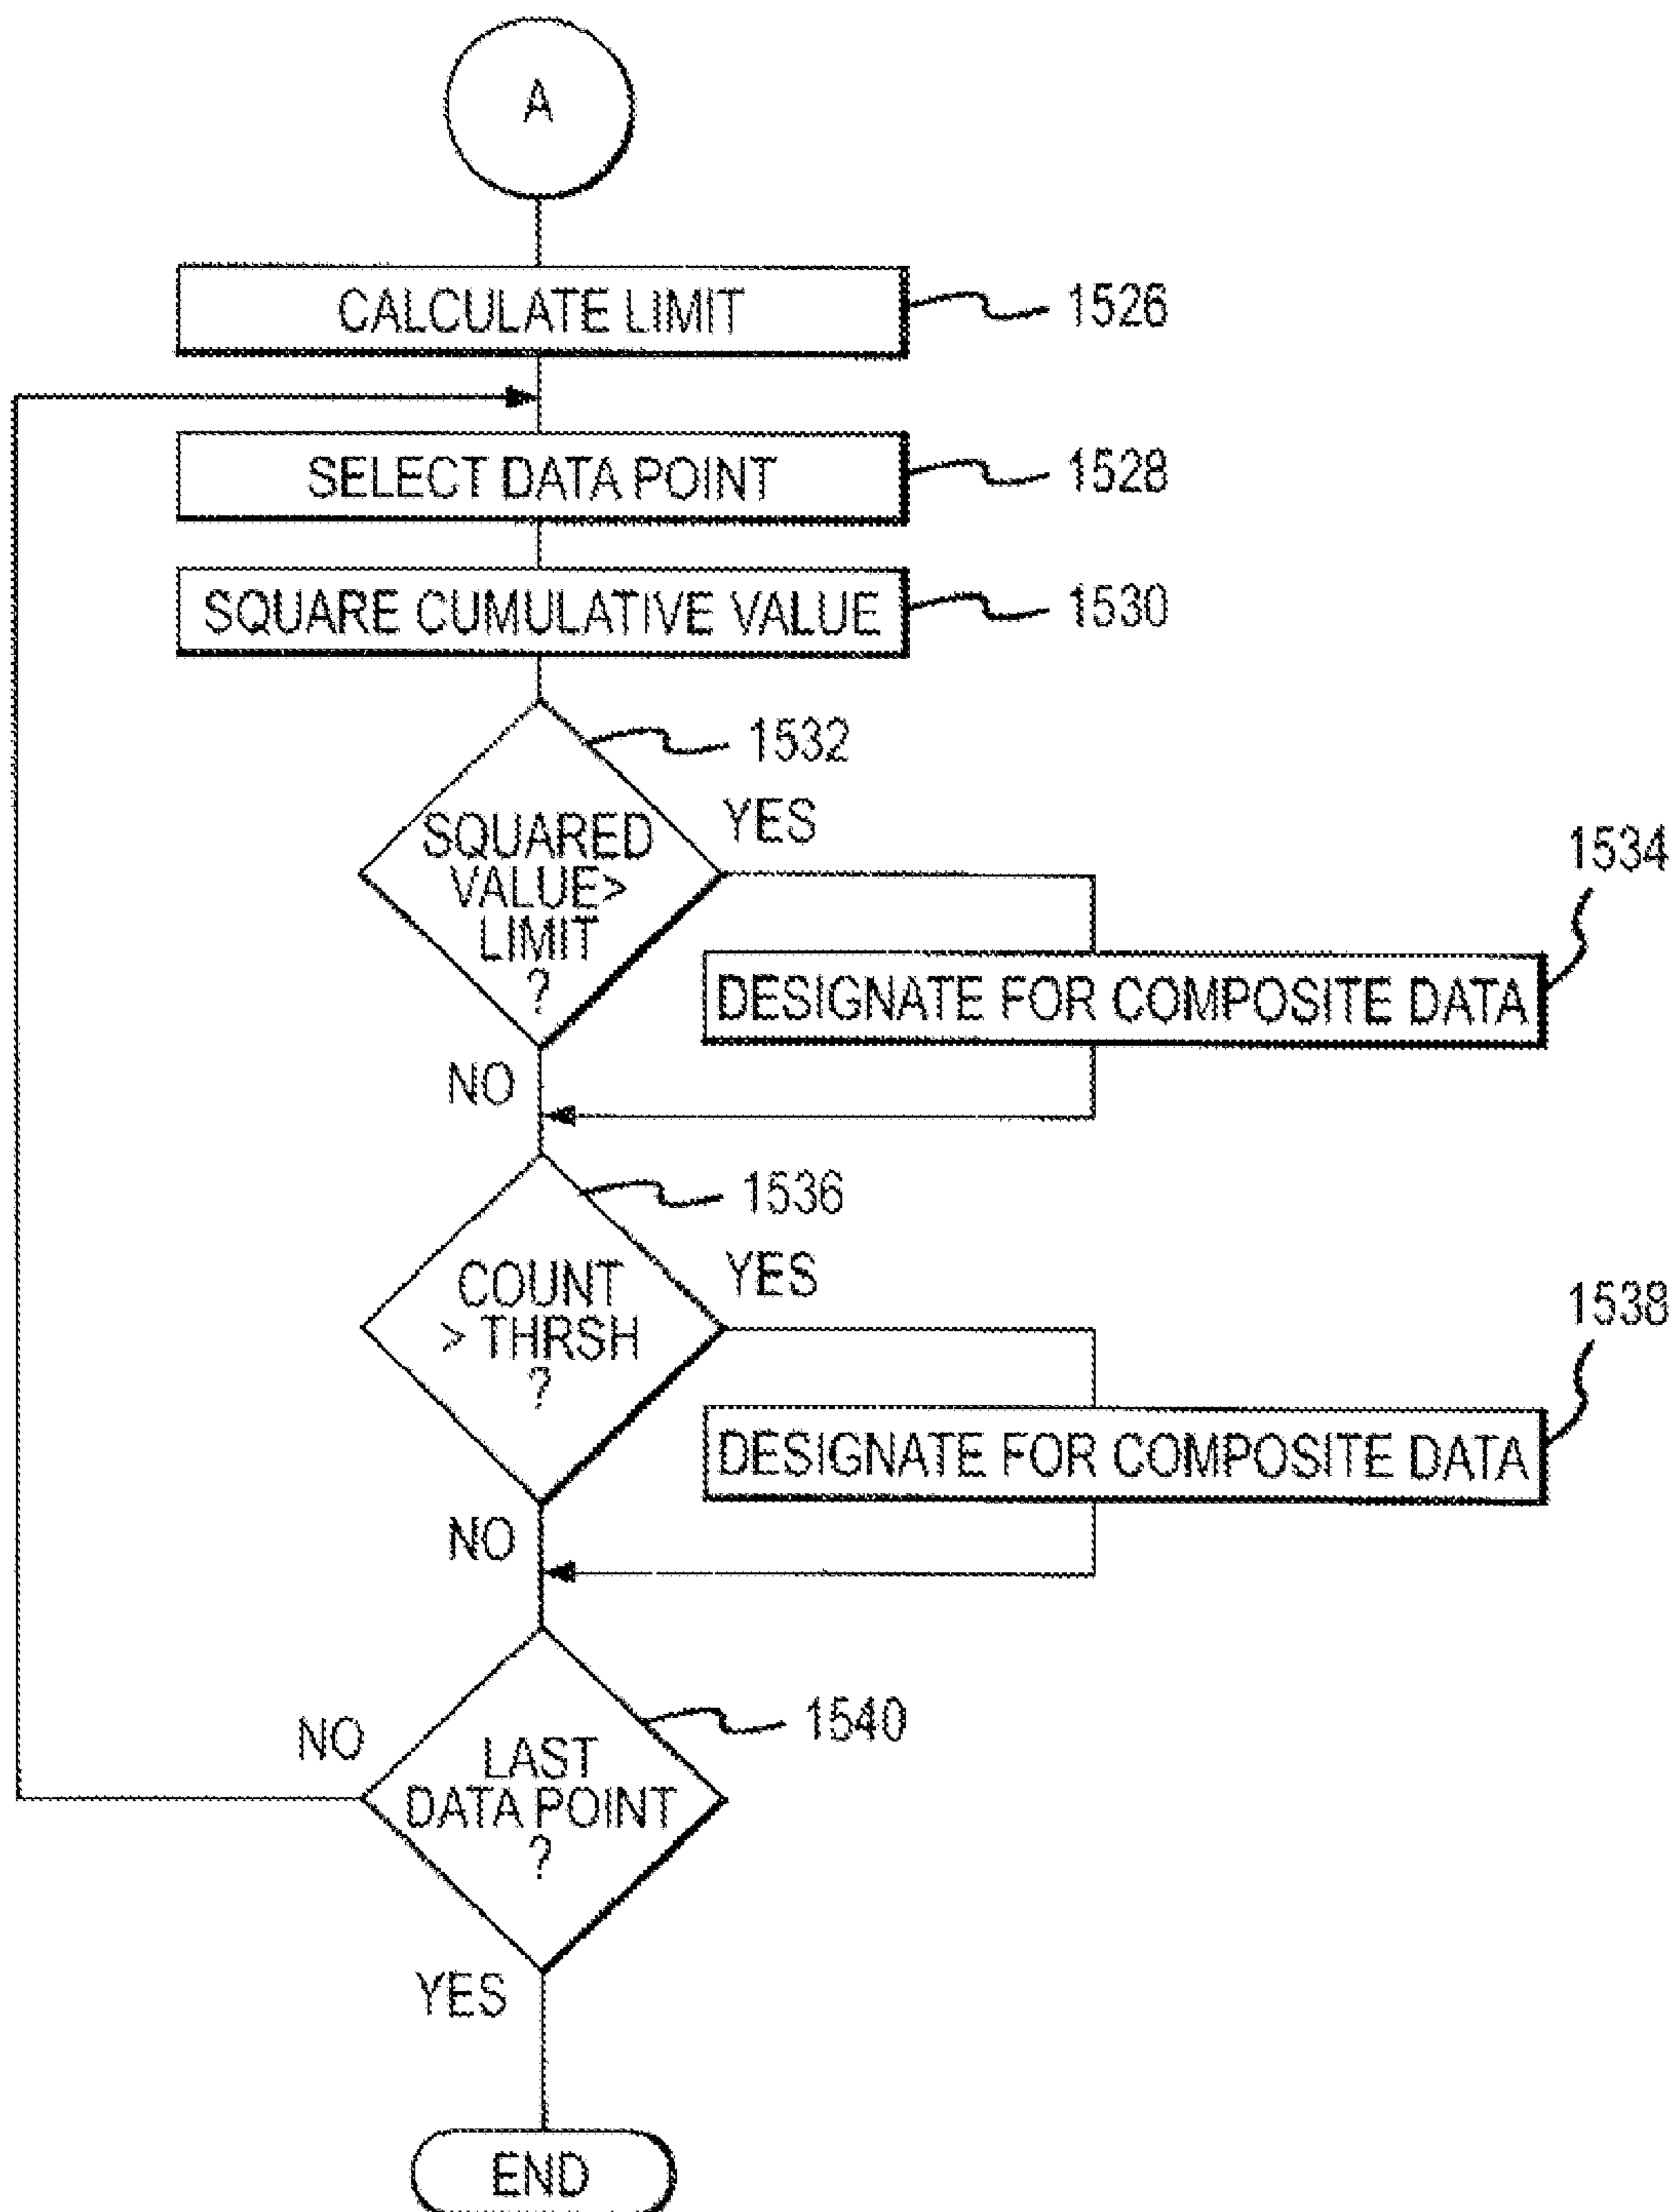 A
CALCULATE LIMIT
1526
SELECT DATA POINT
1528
SQUARE CUMULATIVE VALUE
1530
1532
SQUARED
VALUE>
LIMIT
?
YES
1534
DESIGNATE FOR COMPOSITE DATA
NO
1536
COUNT
> THRSH
?
YES
1538
DESIGNATE FOR COMPOSITE DATA
NO
1540
LAST
DATA POINT
?
NO
YES
END